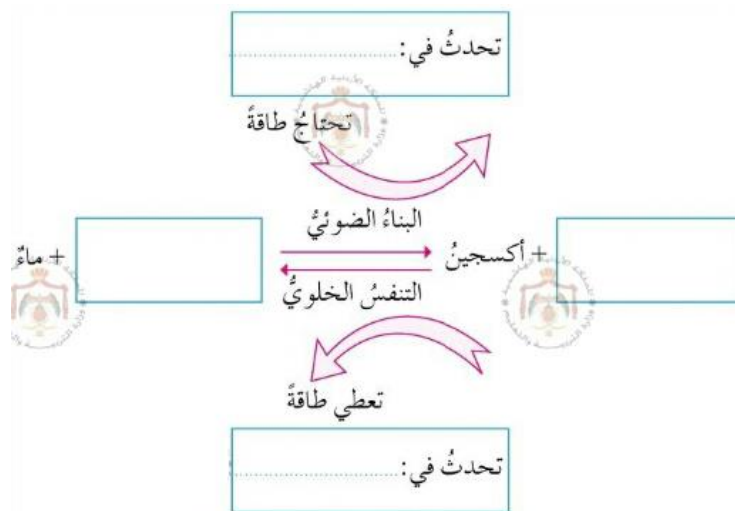 تحدثُ في: ........................
تحتاجُ طاقةً
البناءُ الضوئيُّ
+ أكسجينُ
+ ماءٌ
التنفسُ الخلويُّ
تعطي طاقةً
تحدثُ في: ........................